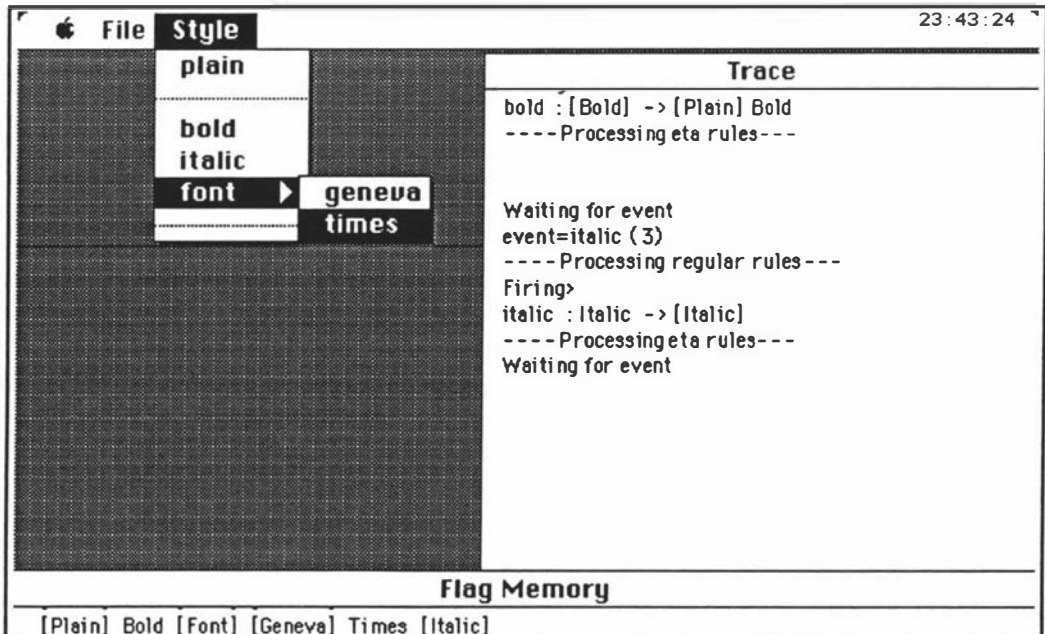 File Style
23:43:24
plain
bold
italic
font
geneva
times
Trace
bold : [Bold] -> [Plain] Bold
----Processing eta rules---
Waiting for event
event=italic (3)
----Processing regular rules---
Firing>
italic : Italic -> [Italic]
----Processing eta rules---
Waiting for event
Flag Memory
[Plain] Bold [Font] [Geneva] Times [Italic]